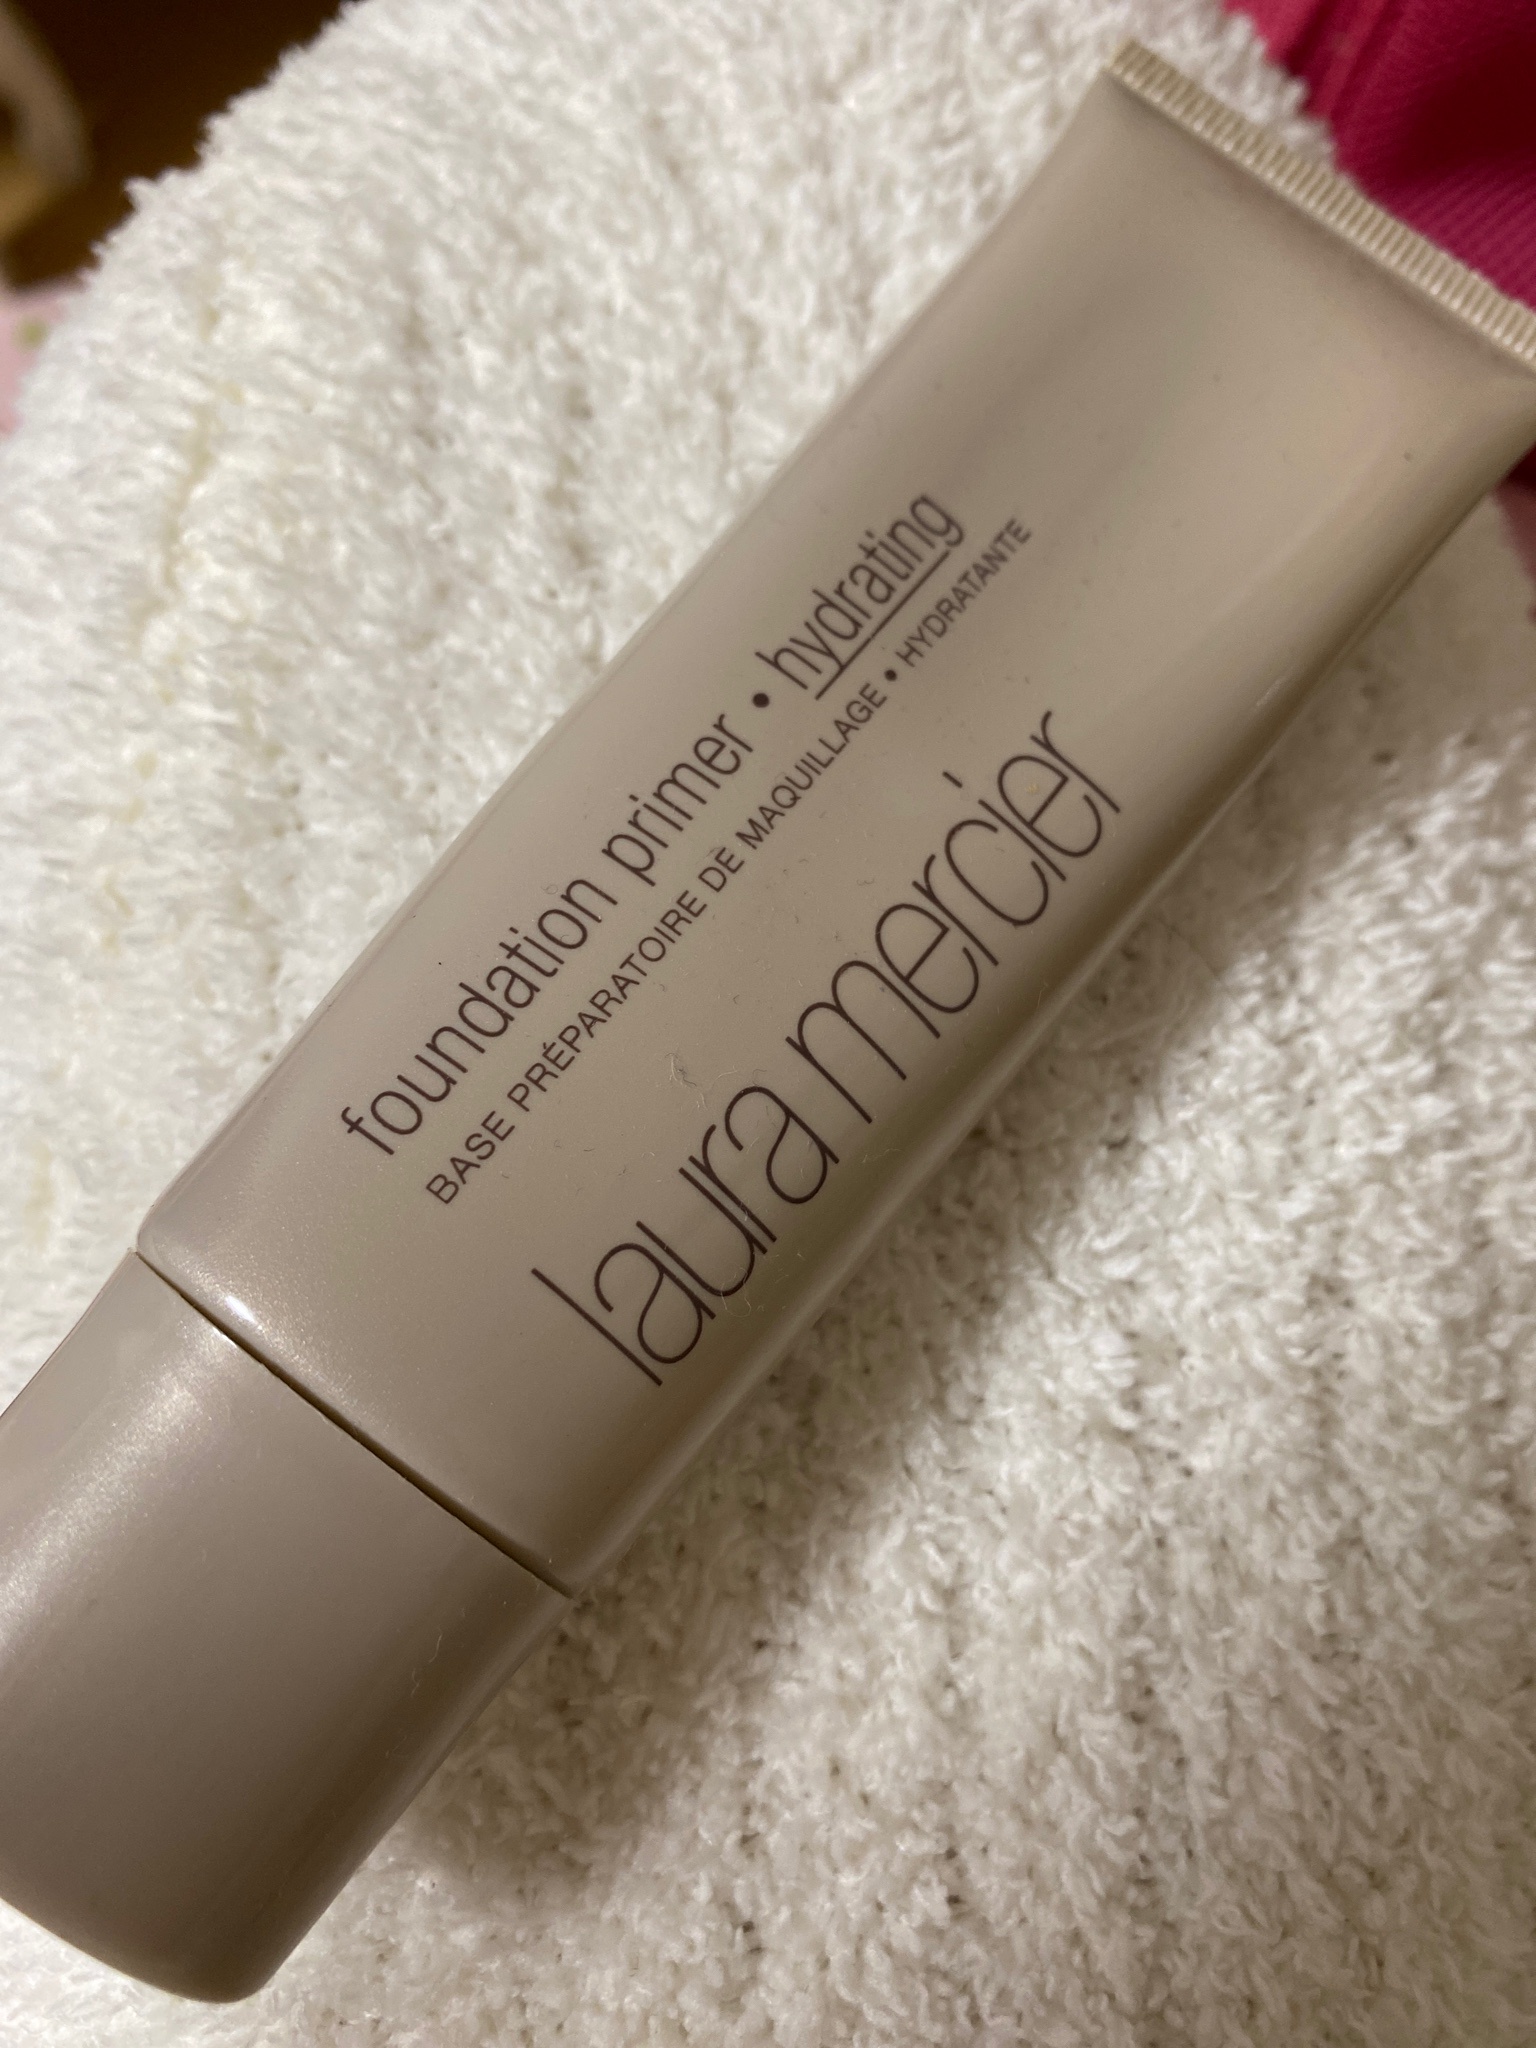 foundation primer • hydrating
BASE PRÉPARATOIRE DE MAQUILLAGE • HYDRATANTE
laura mercier